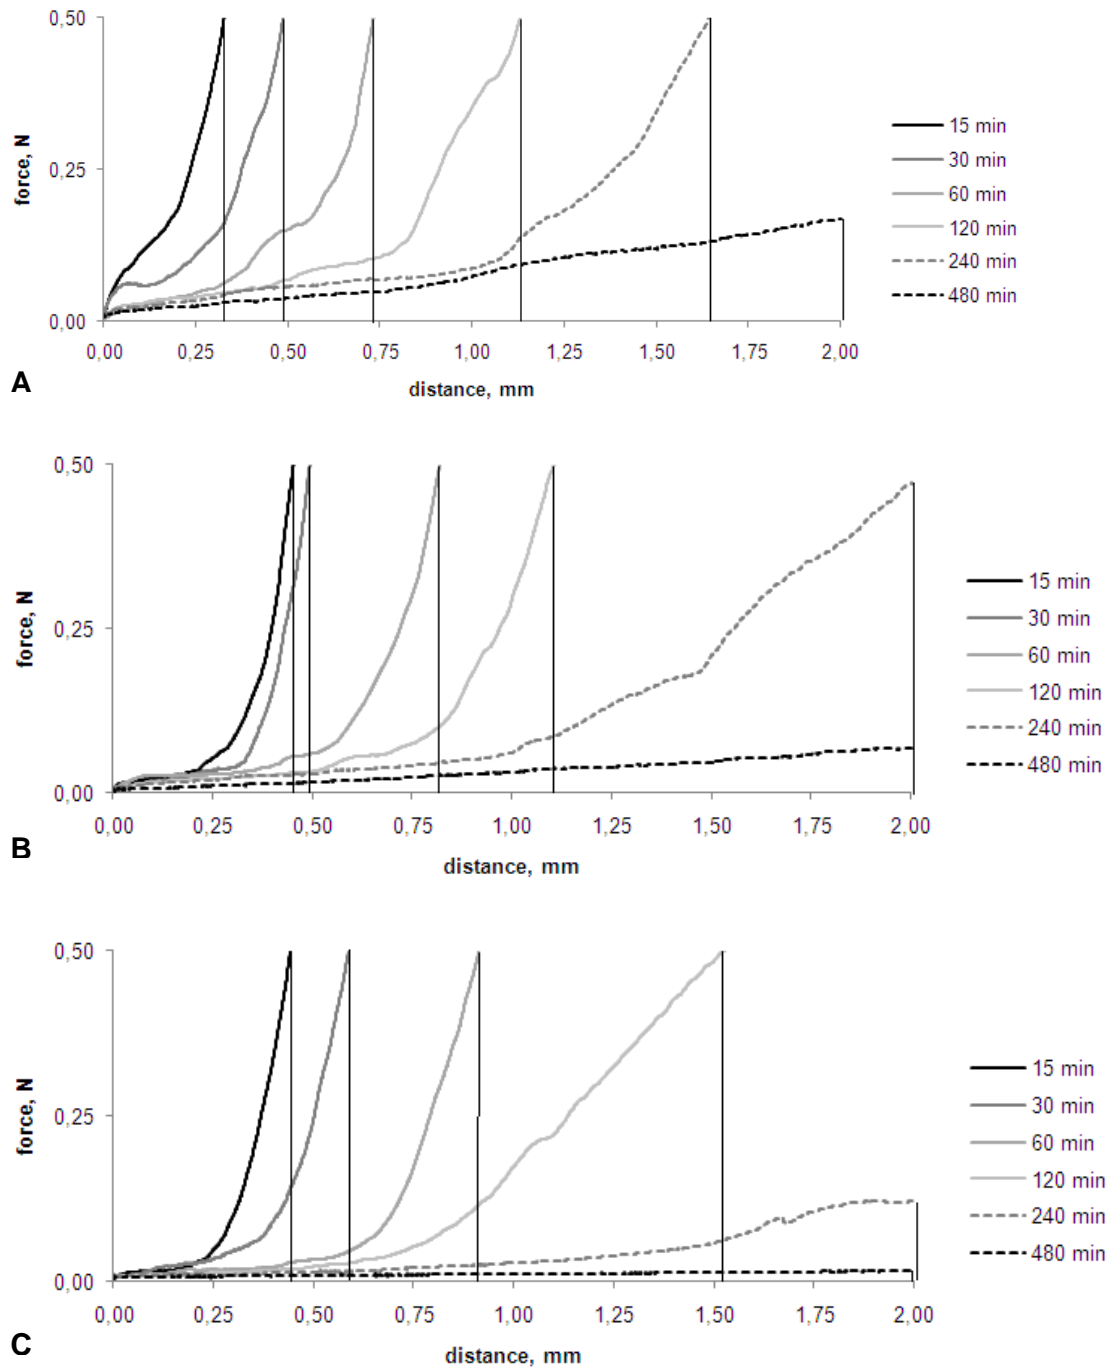 0,50
0,25
0,00
force, N
0,00 0,25 0,50 0,75 1,00 1,25 1,50 1,75 2,00
distance, mm
15 min
30 min
60 min
120 min
240 min
480 min
A
0,50
0,25
0,00
force, N
0,00 0,25 0,50 0,75 1,00 1,25 1,50 1,75 2,00
distance, mm
15 min
30 min
60 min
120 min
240 min
480 min
B
0,50
0,25
0,00
force, N
0,00 0,25 0,50 0,75 1,00 1,25 1,50 1,75 2,00
distance, mm
15 min
30 min
60 min
120 min
240 min
480 min
C